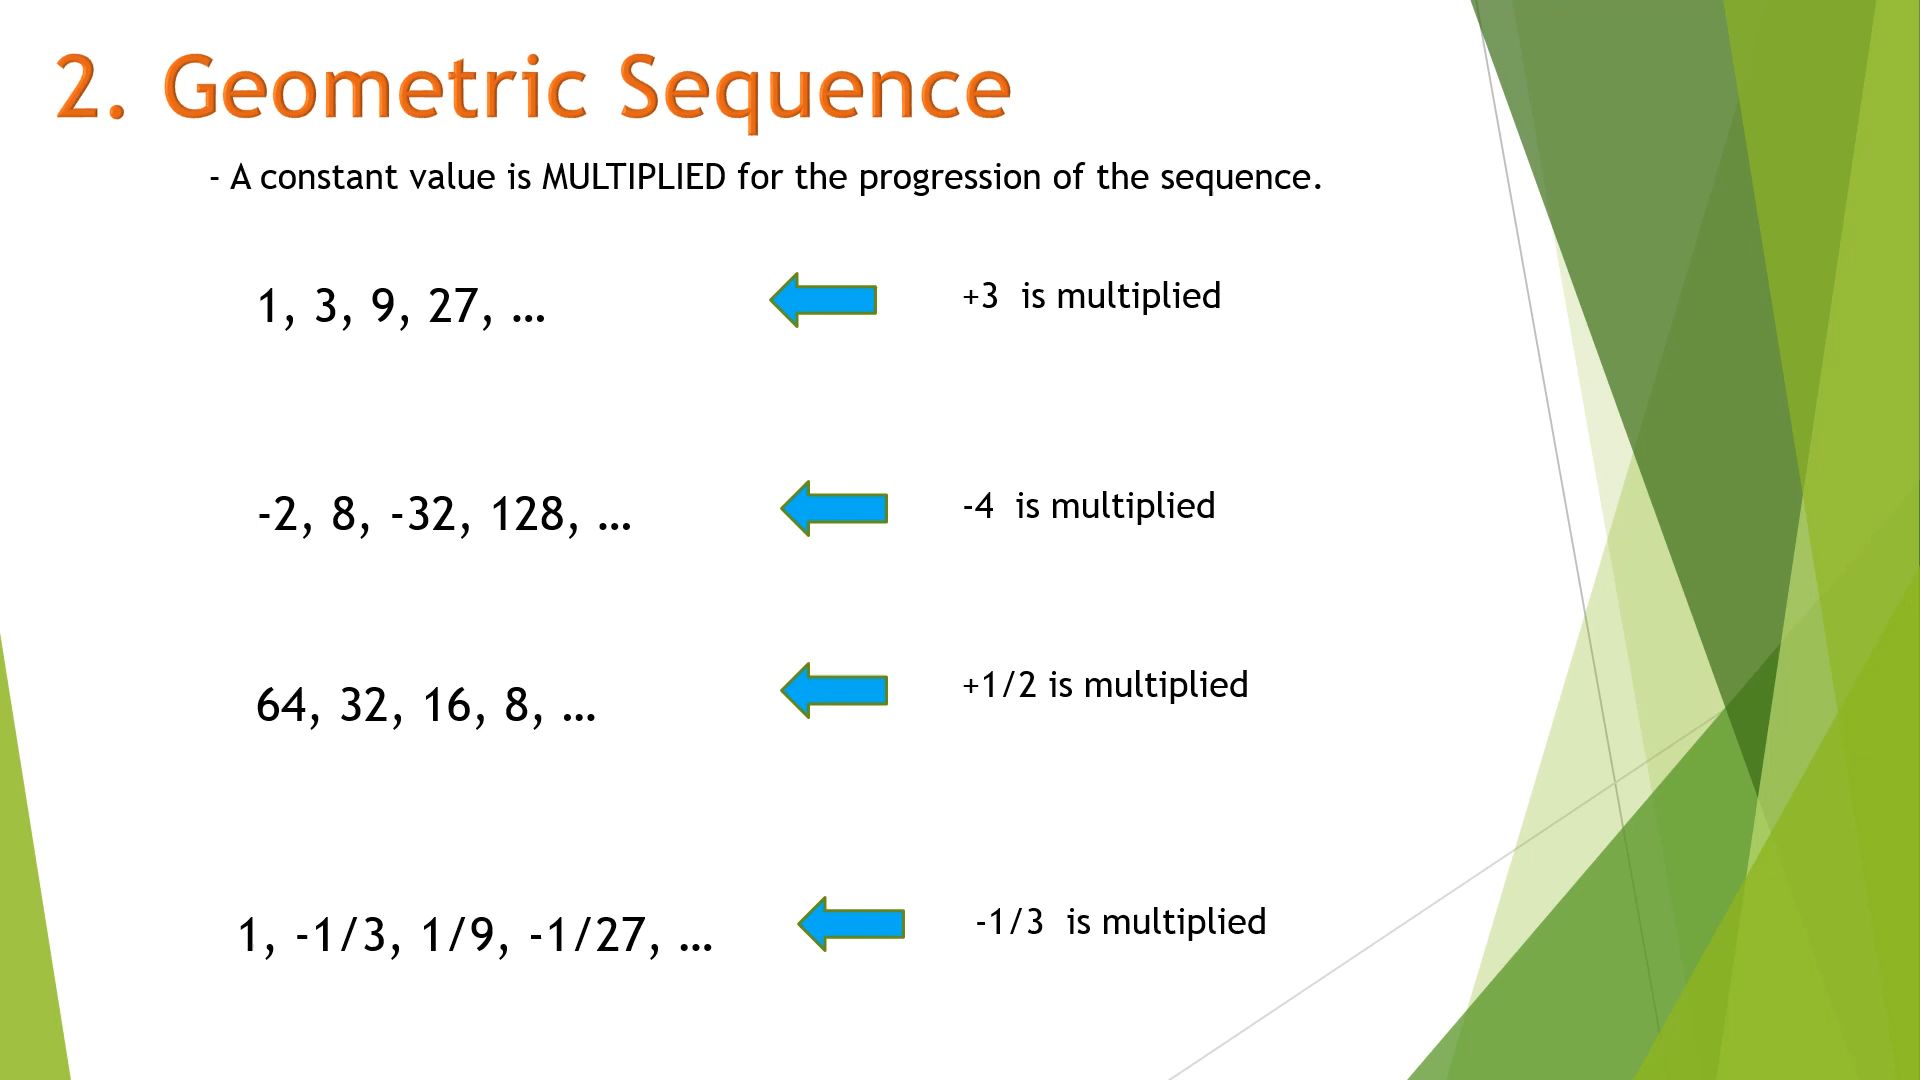 2. Geometric Sequence
- A constant value is MULTIPLIED for the progression of the sequence.
1, 3, 9, 27, …
+3 is multiplied
-2, 8, -32, 128, …
-4 is multiplied
64, 32, 16, 8, …
+1/2 is multiplied
1, -1/3, 1/9, -1/27, …
-1/3 is multiplied